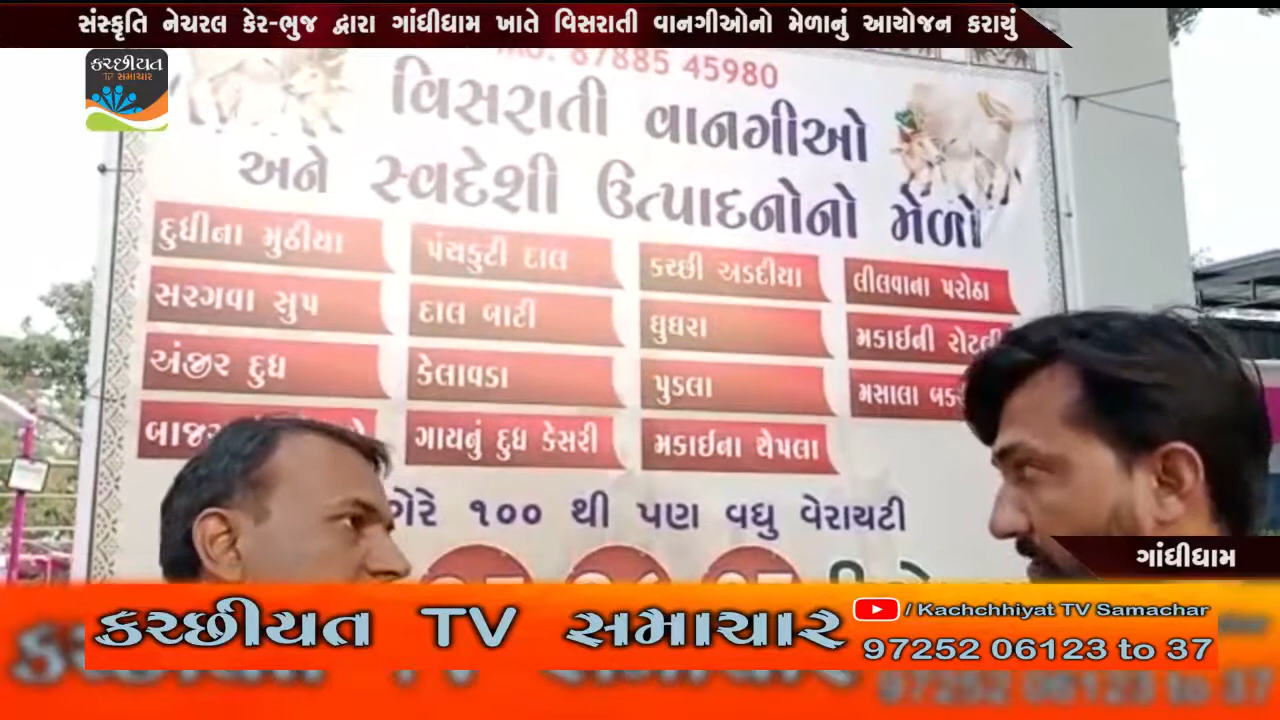 સંસ્કૃતિ નેચરલ કેર-ભુજ દ્વારા ગાંધીધામ ખાતે વિસરાતી વાનગીઓનો મેળાનું આયોજન કરાયું
કચ્છીયત
TV સમાચાર
87885 45980
વિસરાતી વાનગીઓ
અને સ્વદેશી ઉત્પાદનોનો મેળો
દુધીના મુઠીયા પંચકુટી દાલ કચ્છી અડદીયા લીલવાના પરોઠા
સરગવા સુપ દાલ બાટી ઘુઘરા મકાઈની રોટલી
અંજીર દુધ કેલાવડા પુડલા મસાલા
ગાયનું દુધ કેસરી મકાઈના થેપલા
૧૦૦ થી પણ વધુ વેરાયટી
ગાંધીધામ
કચ્છીયત TV સમાચાર
/ Kachchhiyat TV Samachar
97252 06123 to 37